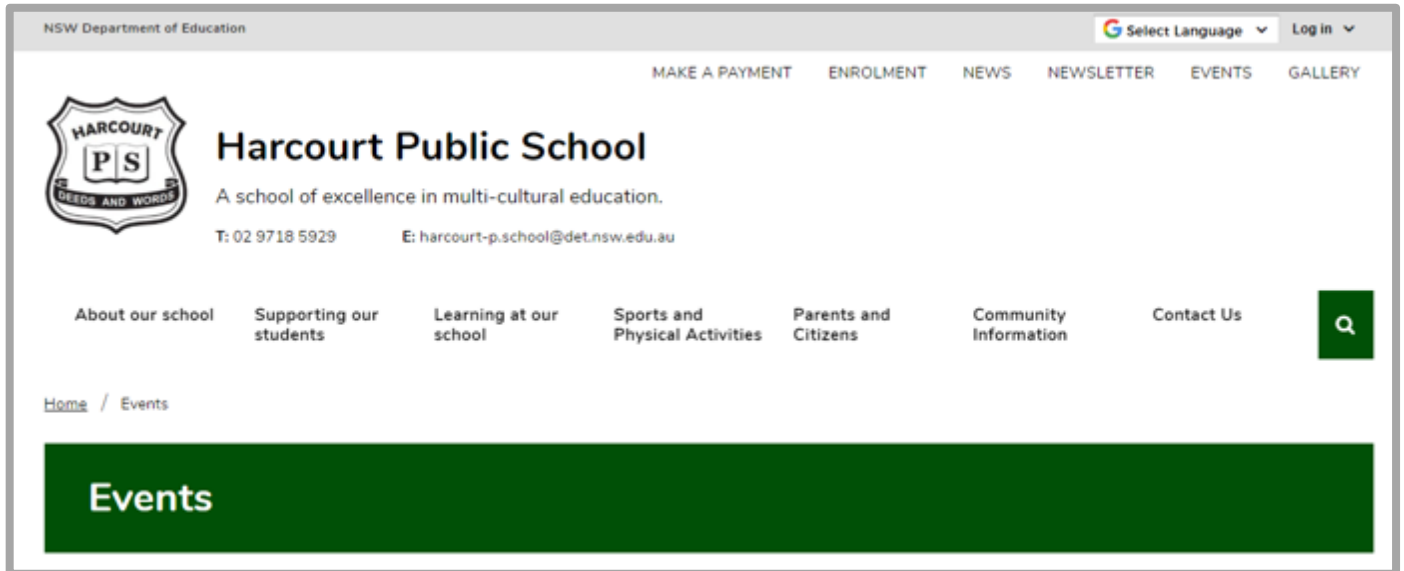 NSW Department of Education
Select Language
Log in
MAKE A PAYMENT ENROLMENT NEWS NEWSLETTER EVENTS GALLERY
HARCOURT
P S
DEEDS AND WORDS
Harcourt Public School
A school of excellence in multi-cultural education.
T: 02 9718 5929 E: harcourt-p.school@det.nsw.edu.au
About our school
Supporting our
students
Learning at our
school
Sports and
Physical Activities
Parents and
Citizens
Community
Information
Contact Us
Home / Events
Events